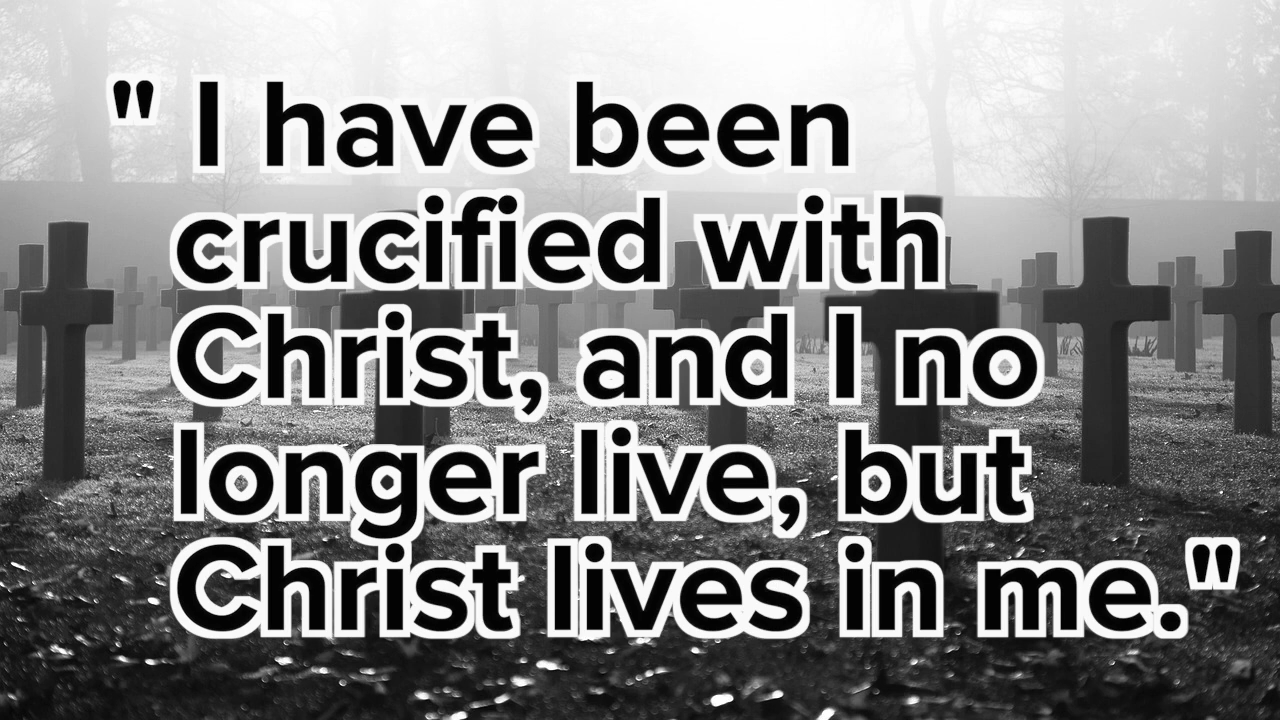 " I have been
crucified with
Christ, and I no
longer live, but
Christ lives in me."